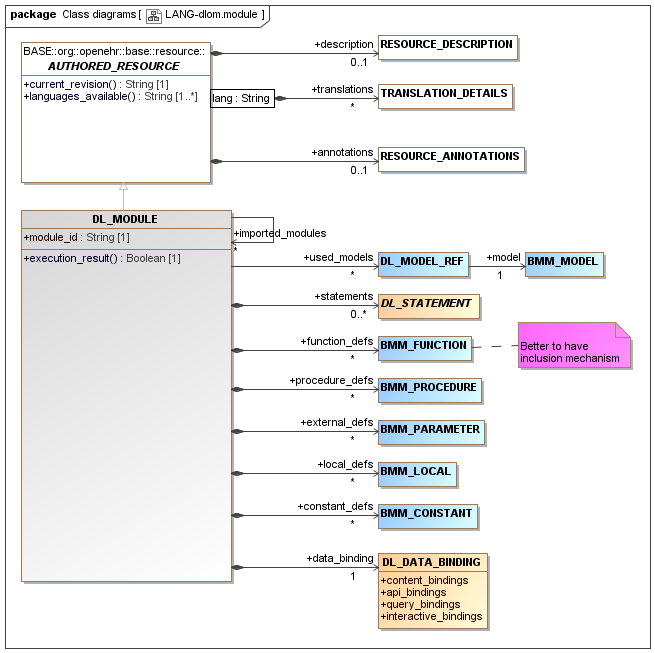 package Class diagrams [ LANG-dlom.module ]
BASE::org::openehr::base::resource::
AUTHORED_RESOURCE
+current_revision() : String [1]
+languages_available() : String [1..*]
+description
0..1
RESOURCE_DESCRIPTION
lang : String
+translations
*
TRANSLATION_DETAILS
+annotations
0..1
RESOURCE_ANNOTATIONS
DL_MODULE
+module_id : String [1]
+execution_result() : Boolean [1]
+imported_modules
*
+used_models
*
DL_MODEL_REF
+model
1
BMM_MODEL
+statements
0..*
DL_STATEMENT
+function_defs
*
BMM_FUNCTION
Better to have
inclusion mechanism
+procedure_defs
*
BMM_PROCEDURE
+external_defs
*
BMM_PARAMETER
+local_defs
*
BMM_LOCAL
+constant_defs
*
BMM_CONSTANT
+data_binding
1
DL_DATA_BINDING
+content_bindings
+api_bindings
+query_bindings
+interactive_bindings